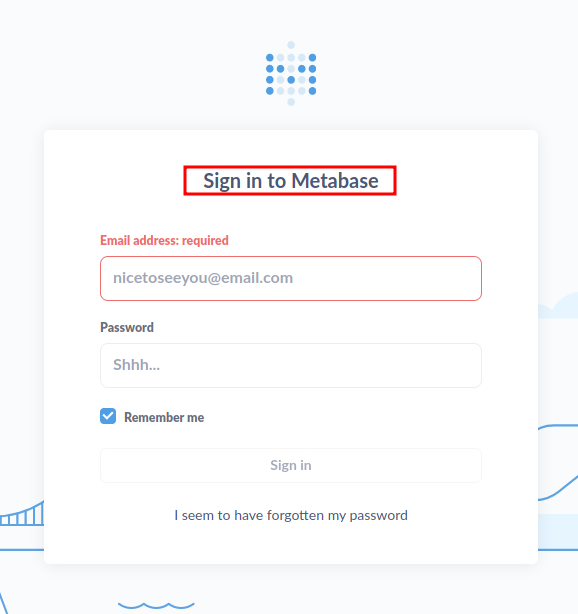 Sign in to Metabase
Email address: required
nicetoseeyou@email.com
Password
Shhh...
Remember me
Sign in
I seem to have forgotten my password